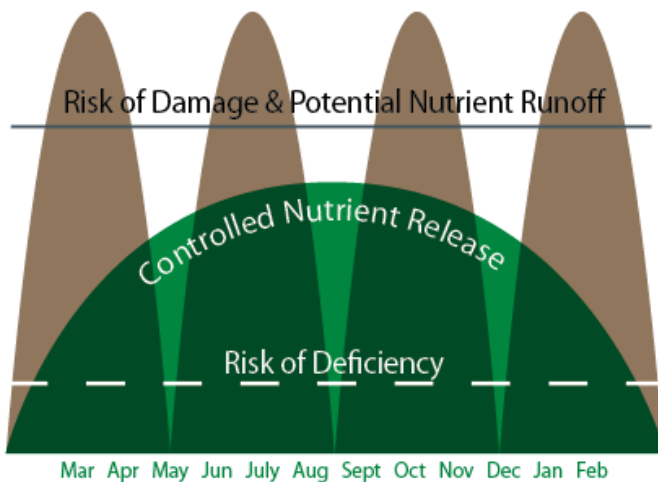 Risk of Damage & Potential Nutrient Runoff
Controlled Nutrient Release
Risk of Deficiency
Mar Apr May Jun July Aug Sept Oct Nov Dec Jan Feb